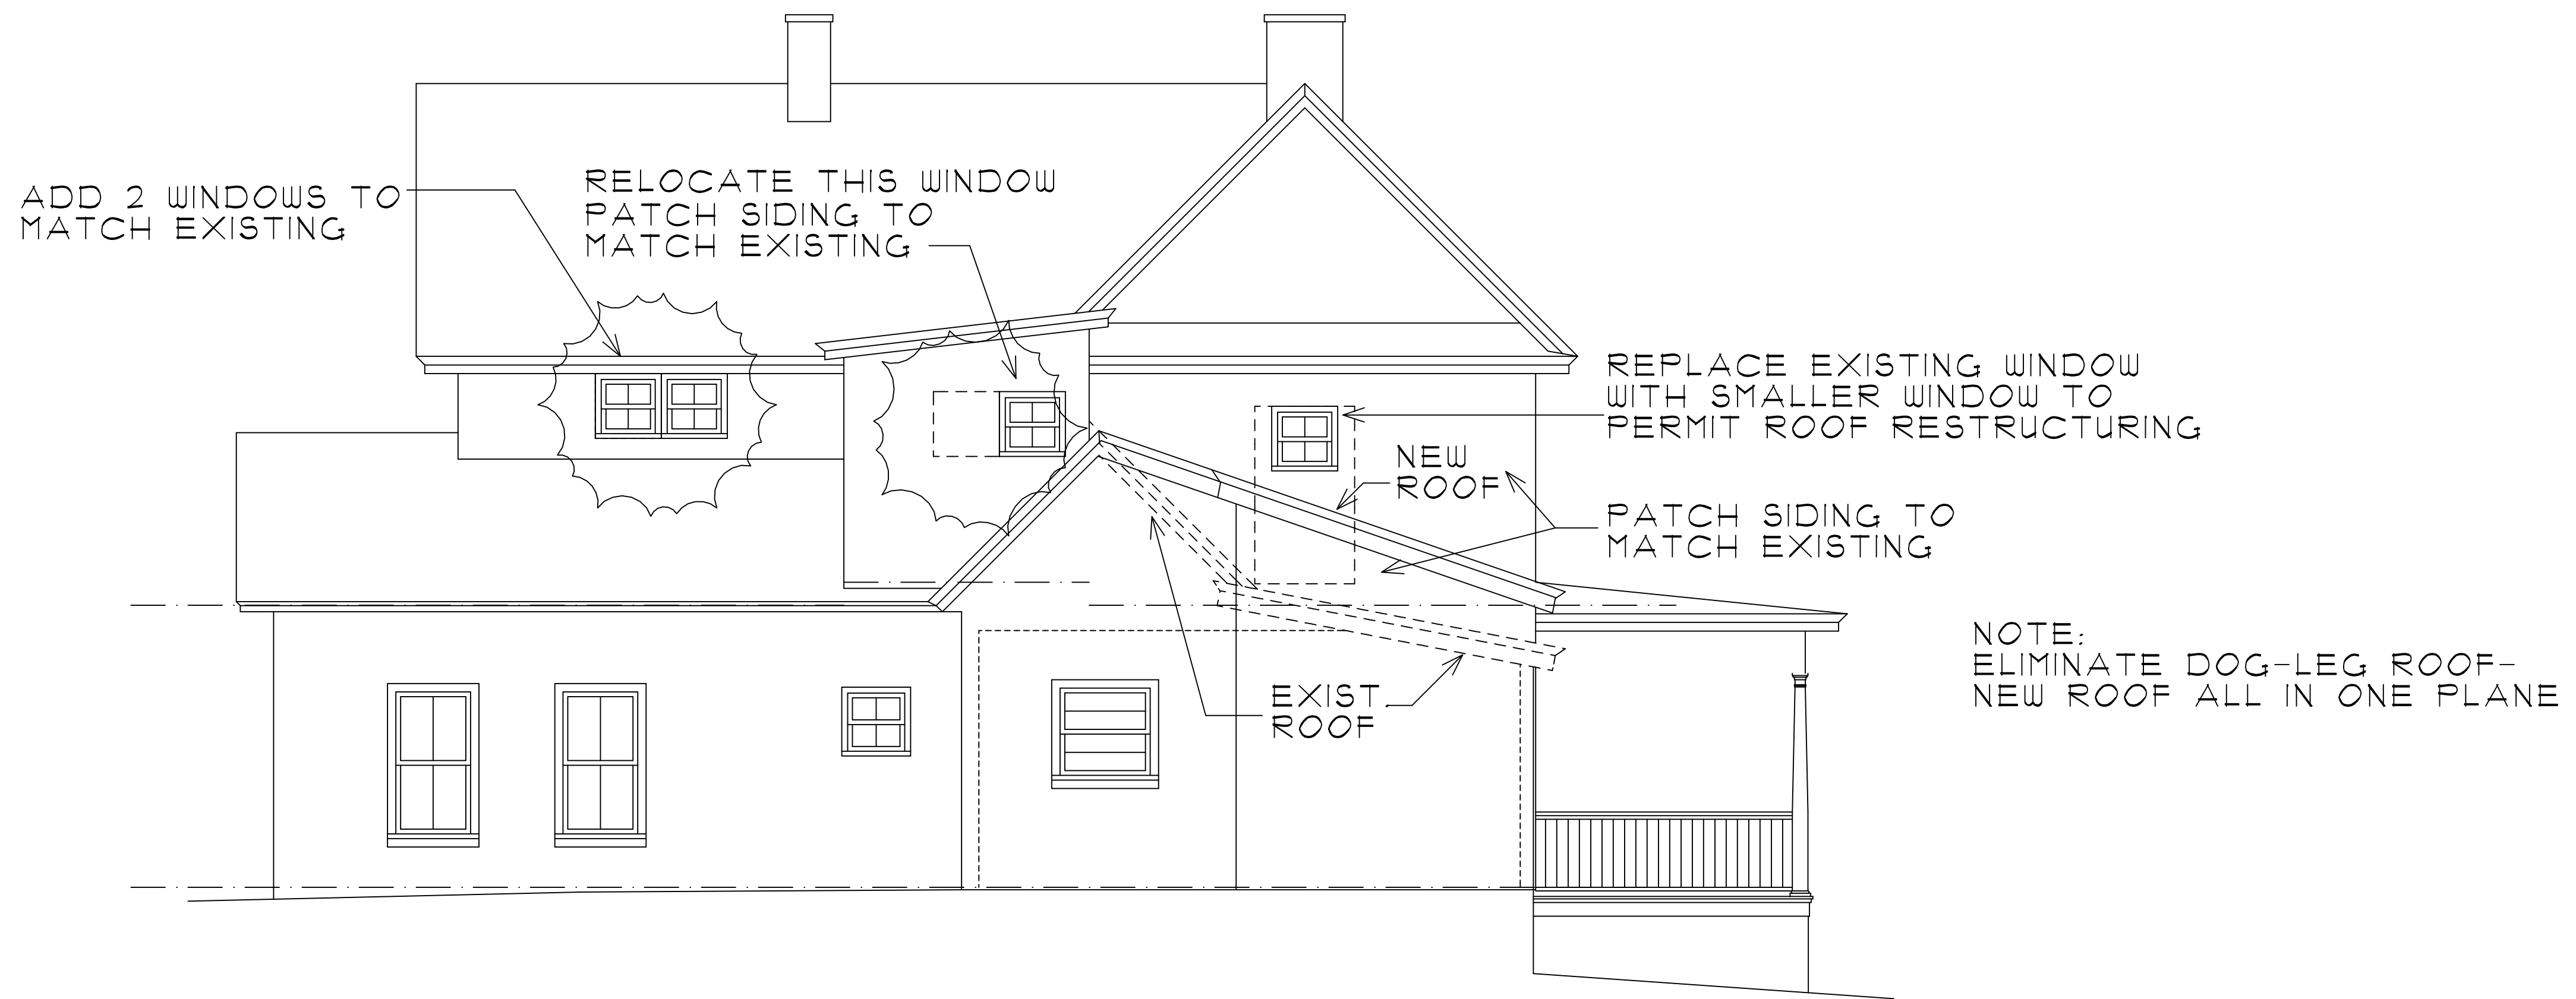 ADD 2 WINDOWS TO
MATCH EXISTING
RELOCATE THIS WINDOW
PATCH SIDING TO
MATCH EXISTING
REPLACE EXISTING WINDOW
WITH SMALLER WINDOW TO
PERMIT ROOF RESTRUCTURING
NEW
ROOF
PATCH SIDING TO
MATCH EXISTING
EXIST.
ROOF
NOTE:
ELIMINATE DOG-LEG ROOF-
NEW ROOF ALL IN ONE PLANE